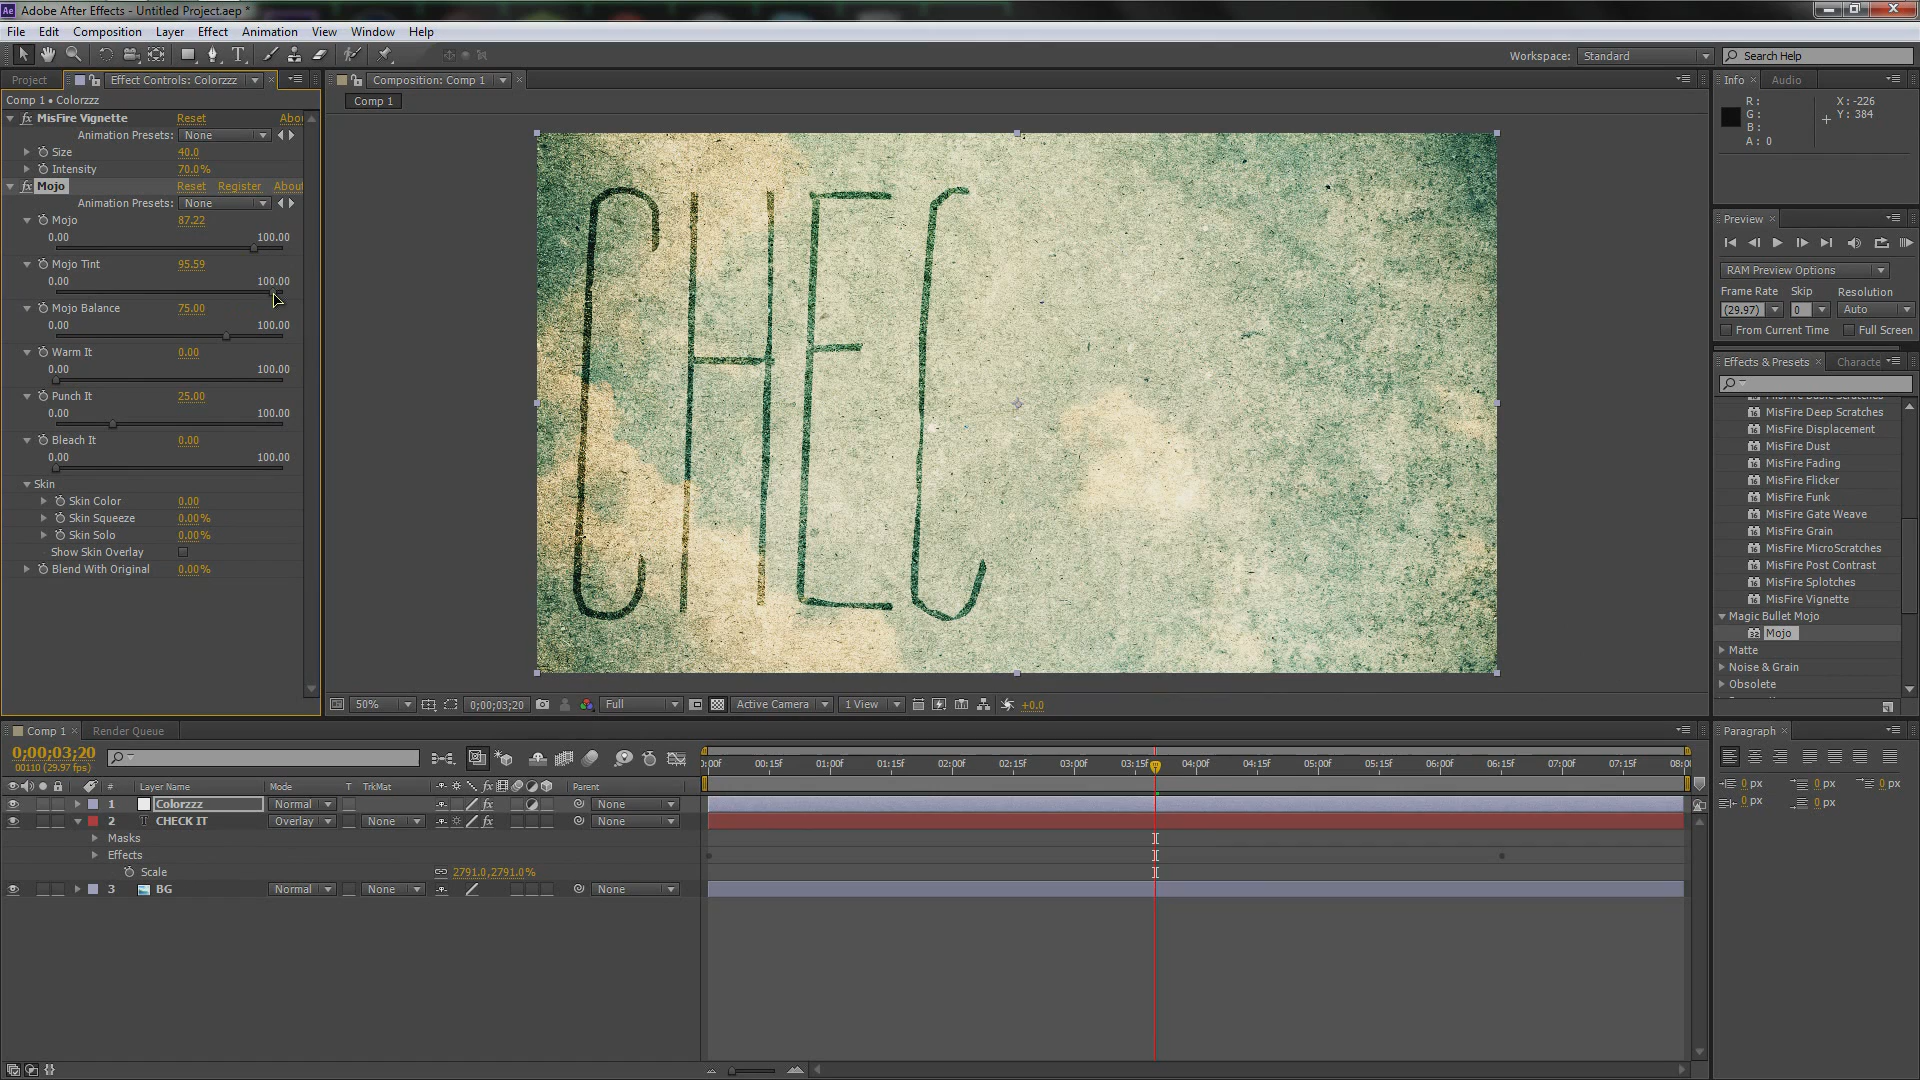 Adobe After Effects - Untitled Project.aep *
File Edit Composition Layer Effect Animation View Window Help
Workspace: Standard Search Help
Project Effect Controls: Colorzzz Composition: Comp 1 Info Audio
Comp 1 • Colorzzz
Comp 1
R:
G:
B:
A: 0
X: -226
Y: 384
MisFire Vignette Reset Abou
Animation Presets: None
Size 40.0
Intensity 70.0%
Mojo Reset Register About
Animation Presets: None
Mojo 87.22
0.00 100.00
Mojo Tint 95.59
0.00 100.00
Mojo Balance 75.00
0.00 100.00
Warm It 0.00
0.00 100.00
Punch It 25.00
0.00 100.00
Bleach It 0.00
0.00 100.00
Skin
Skin Color 0.00
Skin Squeeze 0.00%
Skin Solo 0.00%
Show Skin Overlay
Blend With Original 0.00%
CHEC
Preview
RAM Preview Options
Frame Rate Skip Resolution
(29.97) 0 Auto
From Current Time Full Screen
Effects & Presets Characte
MisFire Deep Scratches
MisFire Displacement
MisFire Dust
MisFire Fading
MisFire Flicker
MisFire Funk
MisFire Gate Weave
MisFire Grain
MisFire MicroScratches
MisFire Post Contrast
MisFire Splotches
MisFire Vignette
Magic Bullet Mojo
32 Mojo
Matte
Noise & Grain
Obsolete
50% 0;00;03;20 Full Active Camera 1 View +0.0
Comp 1 Render Queue
Paragraph
0;00;03;20
00110 (29.97 fps)
:00f 00:15f 01:00f 01:15f 02:00f 02:15f 03:00f 03:15f 04:00f 04:15f 05:00f 05:15f 06:00f 06:15f 07:00f 07:15f 08:00
# Layer Name Mode T TrkMat Parent
1 Colorzzz Normal None
2 T CHECK IT Overlay None None
Masks
Effects
Scale 2791.0,2791.0%
3 BG Normal None None
0 px 0 px 0 px
0 px 0 px